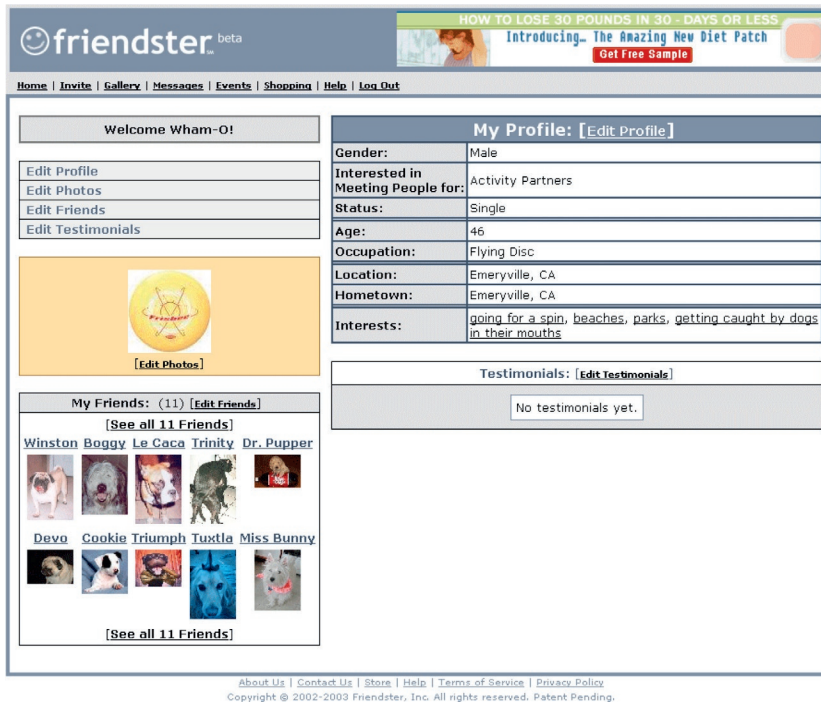 HOW TO LOSE 30 POUNDS IN 30 - DAYS OR LESS
friendster beta
Introducing... The Amazing New Diet Patch
Get Free Sample
Home | Invite | Gallery | Messages | Events | Shopping | Help | Log Out
Welcome Wham-O!
Edit Profile
Edit Photos
Edit Friends
Edit Testimonials
Frisbee
[Edit Photos]
My Friends: (11) [Edit Friends]
[See all 11 Friends]
Winston Boggy Le Caca Trinity Dr. Pupper
Devo Cookie Triumph Tuxtla Miss Bunny
[See all 11 Friends]
My Profile: [Edit Profile]
Gender: Male
Interested in
Meeting People for: Activity Partners
Status: Single
Age: 46
Occupation: Flying Disc
Location: Emeryville, CA
Hometown: Emeryville, CA
Interests: going for a spin, beaches, parks, getting caught by dogs
in their mouths
Testimonials: [Edit Testimonials]
No testimonials yet.
About Us | Contact Us | Store | Help | Terms of Service | Privacy Policy
Copyright © 2002-2003 Friendster, Inc. All rights reserved. Patent Pending.